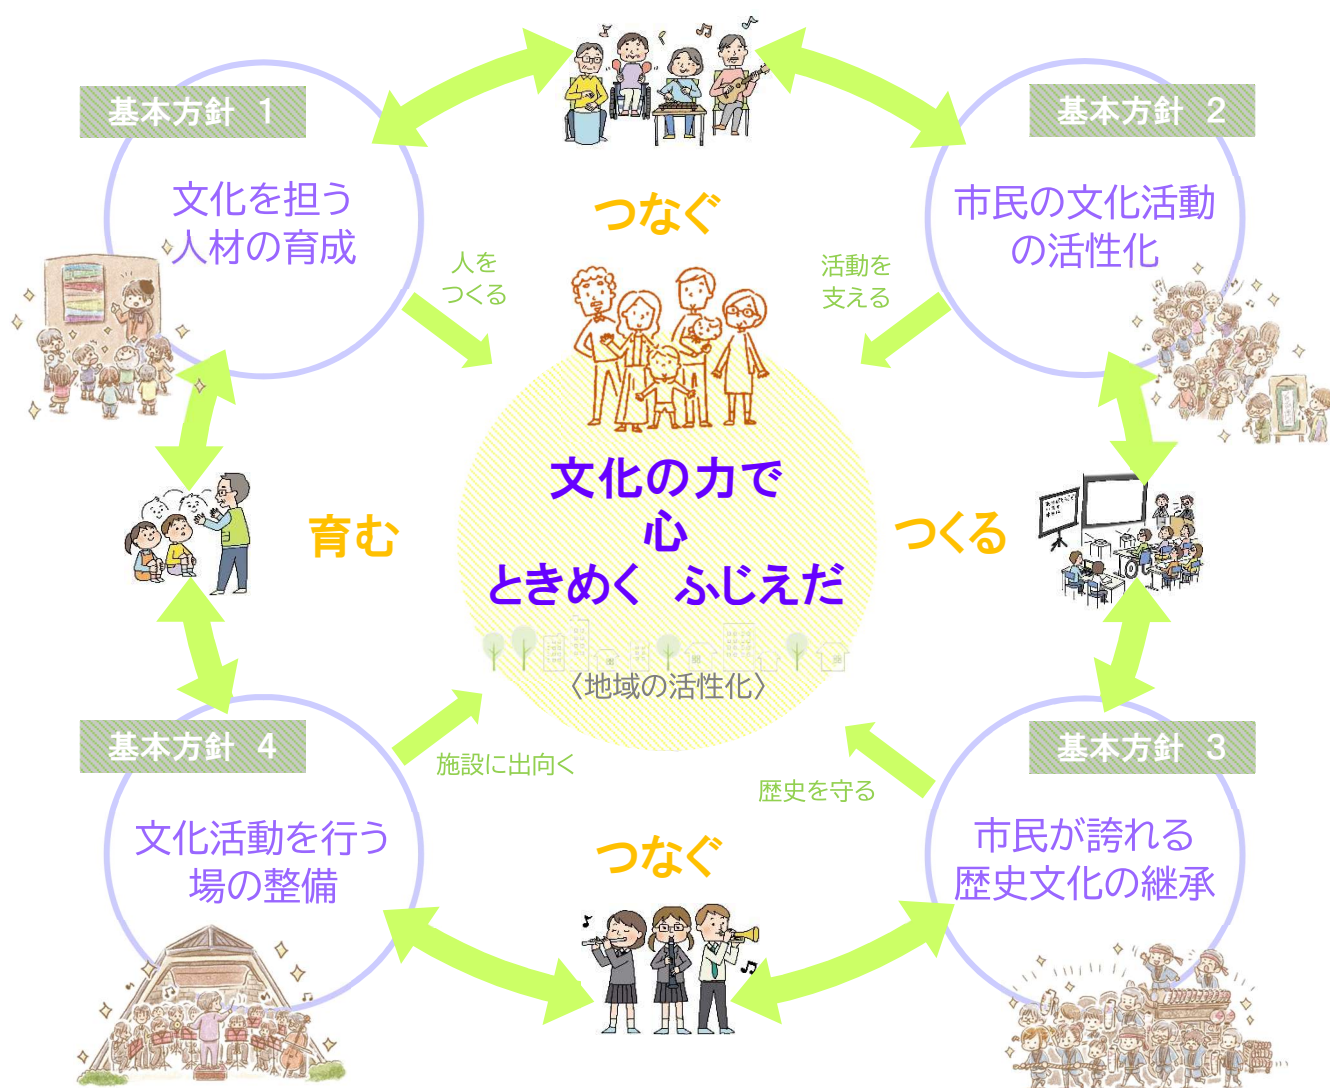 基本方針 1
文化を担う
人材の育成
基本方針 2
市民の文化活動
の活性化
つなぐ
人を
つくる
活動を
支える
育む
文化の力で
心
ときめく ふじえだ
〈地域の活性化〉
つくる
基本方針 4
文化活動を行う
場の整備
施設に出向く
歴史を守る
基本方針 3
市民が誇れる
歴史文化の継承
つなぐ